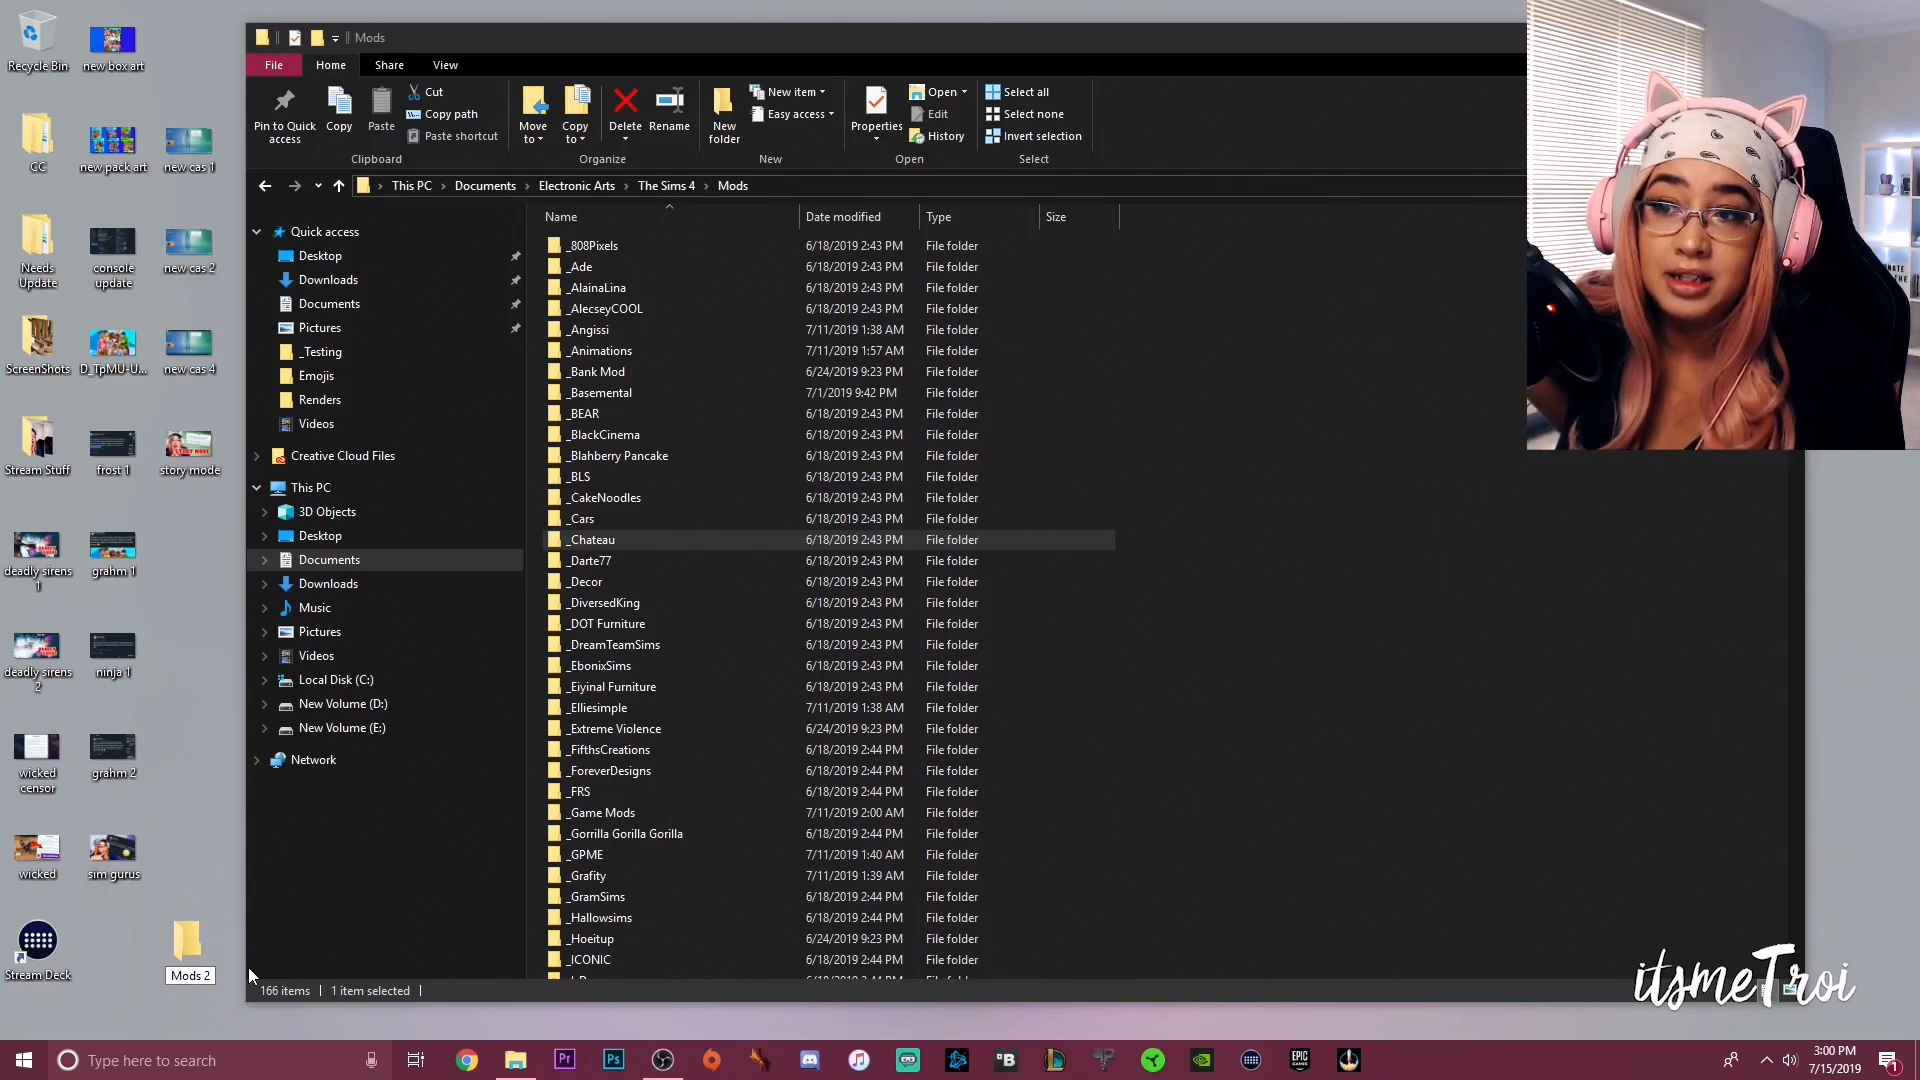 Recycle Bin
new box art
CC
new pack art
new cas 1
Needs Update
console update
new cas 2
ScreenShots
D_TpMU-U...
new cas 4
Stream Stuff
frost 1
story mode
deadly sirens 1
grahm 1
deadly sirens 2
ninja 1
wicked censor
grahm 2
wicked
sim gurus
Stream Deck
Mods 2
Mods
File
Home
Share
View
Pin to Quick access
Copy
Paste
Cut
Copy path
Paste shortcut
Clipboard
Move to
Copy to
Delete
Rename
Organize
New folder
New item
Easy access
New
Properties
Open
Edit
History
Open
Select all
Select none
Invert selection
Select
This PC > Documents > Electronic Arts > The Sims 4 > Mods
Quick access
Desktop
Downloads
Documents
Pictures
_Testing
Emojis
Renders
Videos
Creative Cloud Files
This PC
3D Objects
Desktop
Documents
Downloads
Music
Pictures
Videos
Local Disk (C:)
New Volume (D:)
New Volume (E:)
Network
Name Date modified Type Size
_808Pixels 6/18/2019 2:43 PM File folder
_Ade 6/18/2019 2:43 PM File folder
_AlainaLina 6/18/2019 2:43 PM File folder
_AlecseyCOOL 6/18/2019 2:43 PM File folder
_Angissi 7/11/2019 1:38 AM File folder
_Animations 7/11/2019 1:57 AM File folder
_Bank Mod 6/24/2019 9:23 PM File folder
_Basemental 7/1/2019 9:42 PM File folder
_BEAR 6/18/2019 2:43 PM File folder
_BlackCinema 6/18/2019 2:43 PM File folder
_Blahberry Pancake 6/18/2019 2:43 PM File folder
_BLS 6/18/2019 2:43 PM File folder
_CakeNoodles 6/18/2019 2:43 PM File folder
_Cars 6/18/2019 2:43 PM File folder
_Chateau 6/18/2019 2:43 PM File folder
_Darte77 6/18/2019 2:43 PM File folder
_Decor 6/18/2019 2:43 PM File folder
_DiversedKing 6/18/2019 2:43 PM File folder
_DOT Furniture 6/18/2019 2:43 PM File folder
_DreamTeamSims 6/18/2019 2:43 PM File folder
_EbonixSims 6/18/2019 2:43 PM File folder
_Eiyinal Furniture 6/18/2019 2:43 PM File folder
_Elliesimple 7/11/2019 1:38 AM File folder
_Extreme Violence 6/24/2019 9:23 PM File folder
_FifthsCreations 6/18/2019 2:44 PM File folder
_ForeverDesigns 6/18/2019 2:44 PM File folder
_FRS 6/18/2019 2:44 PM File folder
_Game Mods 7/11/2019 2:00 AM File folder
_Gorrilla Gorilla Gorilla 6/18/2019 2:44 PM File folder
_GPME 7/11/2019 1:40 AM File folder
_Grafity 7/11/2019 1:39 AM File folder
_GramSims 6/18/2019 2:44 PM File folder
_Hallowsims 6/18/2019 2:44 PM File folder
_Hoeitup 6/24/2019 9:23 PM File folder
_ICONIC 6/18/2019 2:44 PM File folder
166 items
1 item selected
itsmeTroi
Type here to search
Pr
Ps
B
EPIC GAMES
3:00 PM
7/15/2019
1